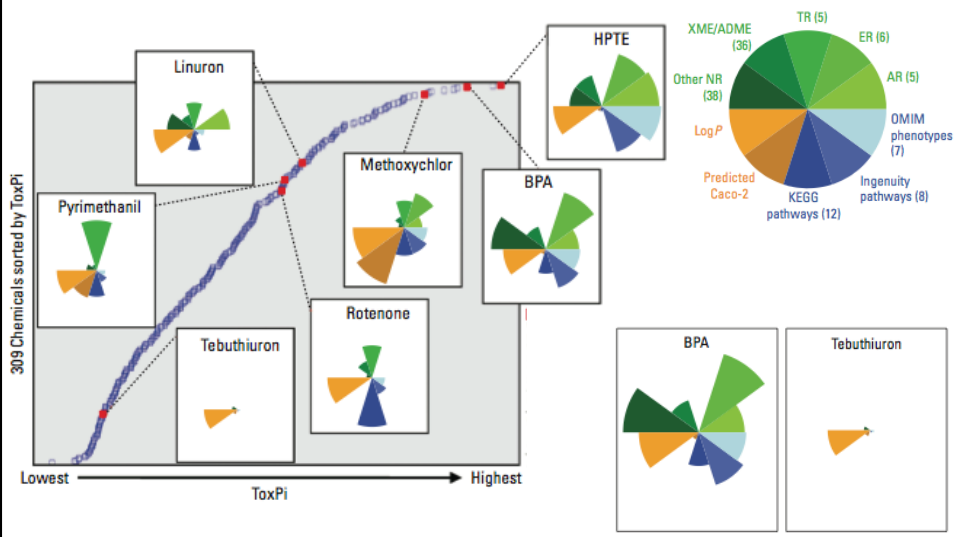 309 Chemicals sorted by ToxPi
Linuron
Pyrimethanil
Tebuthiuron
Rotenone
Methoxychlor
BPA
HPTE
Lowest
Highest
ToxPi
TR (5)
XME/ADME
(36)
ER (6)
Other NR
(38)
AR (5)
LogP
OMIM
phenotypes
(7)
Predicted
Caco-2
KEGG
pathways (12)
Ingenuity
pathways (8)
BPA
Tebuthiuron